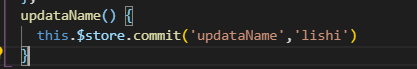 },
updataName() {
this.$store.commit('updataName','lishi')
}